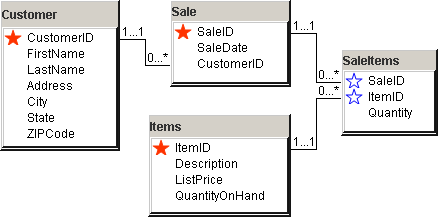 Customer
CustomerID
FirstName
LastName
Address
City
State
ZIPCode
1...1
0...*
Sale
SaleID
SaleDate
CustomerID
1...1
0...*
0...*
SaleItems
SaleID
ItemID
Quantity
Items
ItemID
Description
ListPrice
QuantityOnHand
1...1